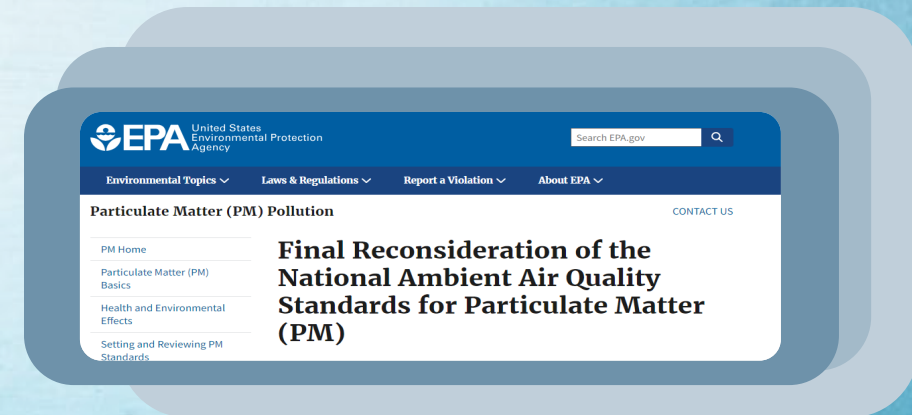 EPA United States
Environmental Protection
Agency
Search EPA.gov
Environmental Topics Laws & Regulations Report a Violation About EPA
Particulate Matter (PM) Pollution
CONTACT US
PM Home
Particulate Matter (PM)
Basics
Health and Environmental
Effects
Setting and Reviewing PM
Standards
Final Reconsideration of the
National Ambient Air Quality
Standards for Particulate Matter
(PM)